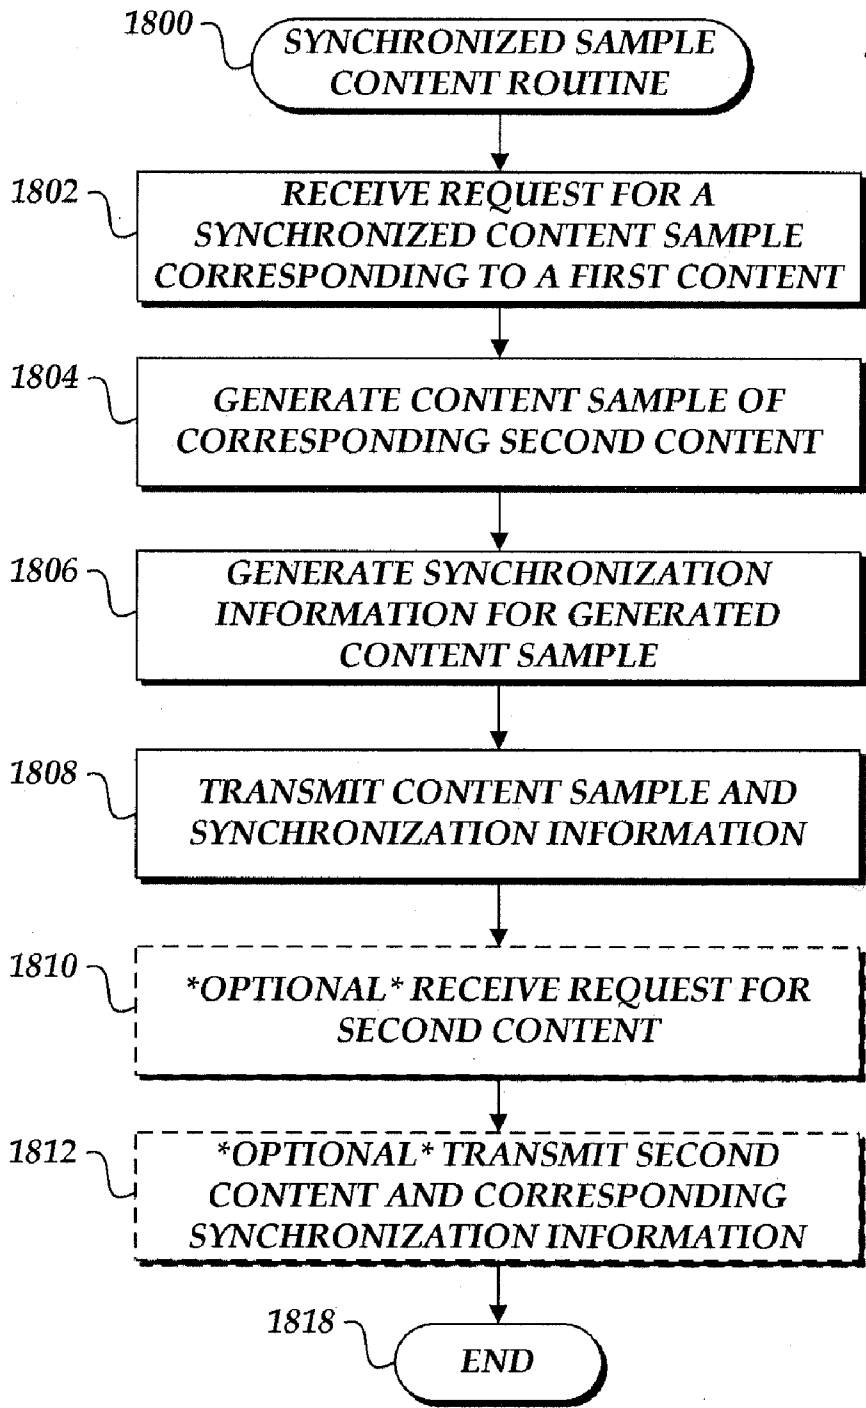 1800
SYNCHRONIZED SAMPLE
CONTENT ROUTINE
1802
RECEIVE REQUEST FOR A
SYNCHRONIZED CONTENT SAMPLE
CORRESPONDING TO A FIRST CONTENT
1804
GENERATE CONTENT SAMPLE OF
CORRESPONDING SECOND CONTENT
1806
GENERATE SYNCHRONIZATION
INFORMATION FOR GENERATED
CONTENT SAMPLE
1808
TRANSMIT CONTENT SAMPLE AND
SYNCHRONIZATION INFORMATION
1810
*OPTIONAL* RECEIVE REQUEST FOR
SECOND CONTENT
1812
*OPTIONAL* TRANSMIT SECOND
CONTENT AND CORRESPONDING
SYNCHRONIZATION INFORMATION
1818
END